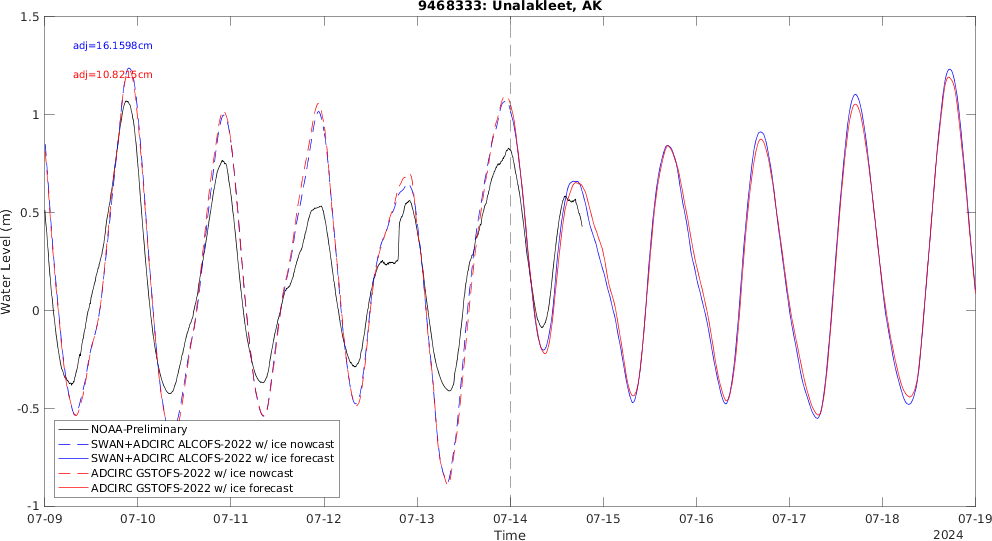 9468333: Unalakleet, AK
adj=16.1598cm
adj=10.8215cm
Water Level (m)
1.5
1
0.5
0
-0.5
-1
NOAA-Preliminary
SWAN+ADCIRC ALCOFS-2022 w/ ice nowcast
SWAN+ADCIRC ALCOFS-2022 w/ ice forecast
ADCIRC GSTOFS-2022 w/ ice nowcast
ADCIRC GSTOFS-2022 w/ ice forecast
07-09 07-10 07-11 07-12 07-13 07-14 07-15 07-16 07-17 07-18 07-19
Time
2024